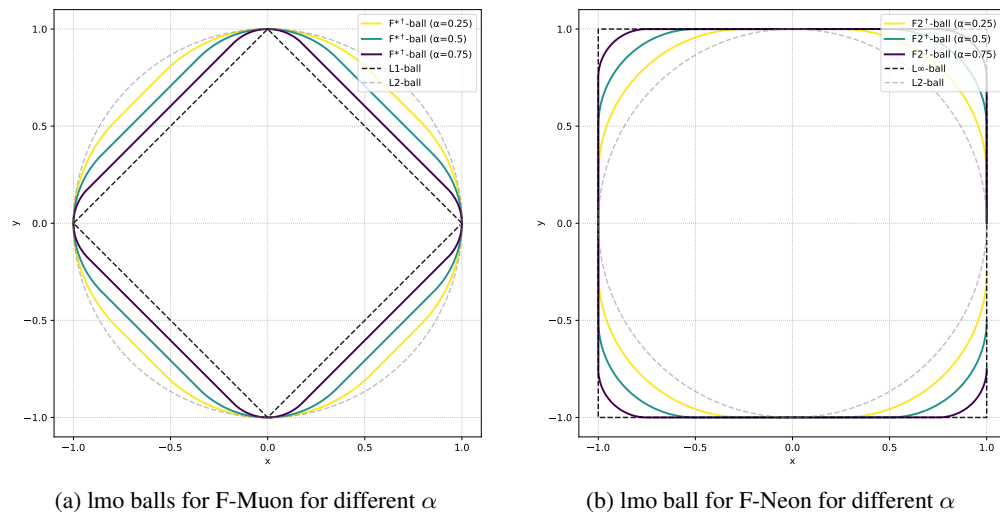 1.0
0.5
0.0
−0.5
−1.0
y
−1.0 −0.5 0.0 0.5 1.0
x
F*†-ball (α=0.25)
F*†-ball (α=0.5)
F*†-ball (α=0.75)
L1-ball
L2-ball
(a) lmo balls for F-Muon for different α
1.0
0.5
0.0
−0.5
−1.0
y
−1.0 −0.5 0.0 0.5 1.0
x
F2†-ball (α=0.25)
F2†-ball (α=0.5)
F2†-ball (α=0.75)
L∞-ball
L2-ball
(b) lmo ball for F-Neon for different α